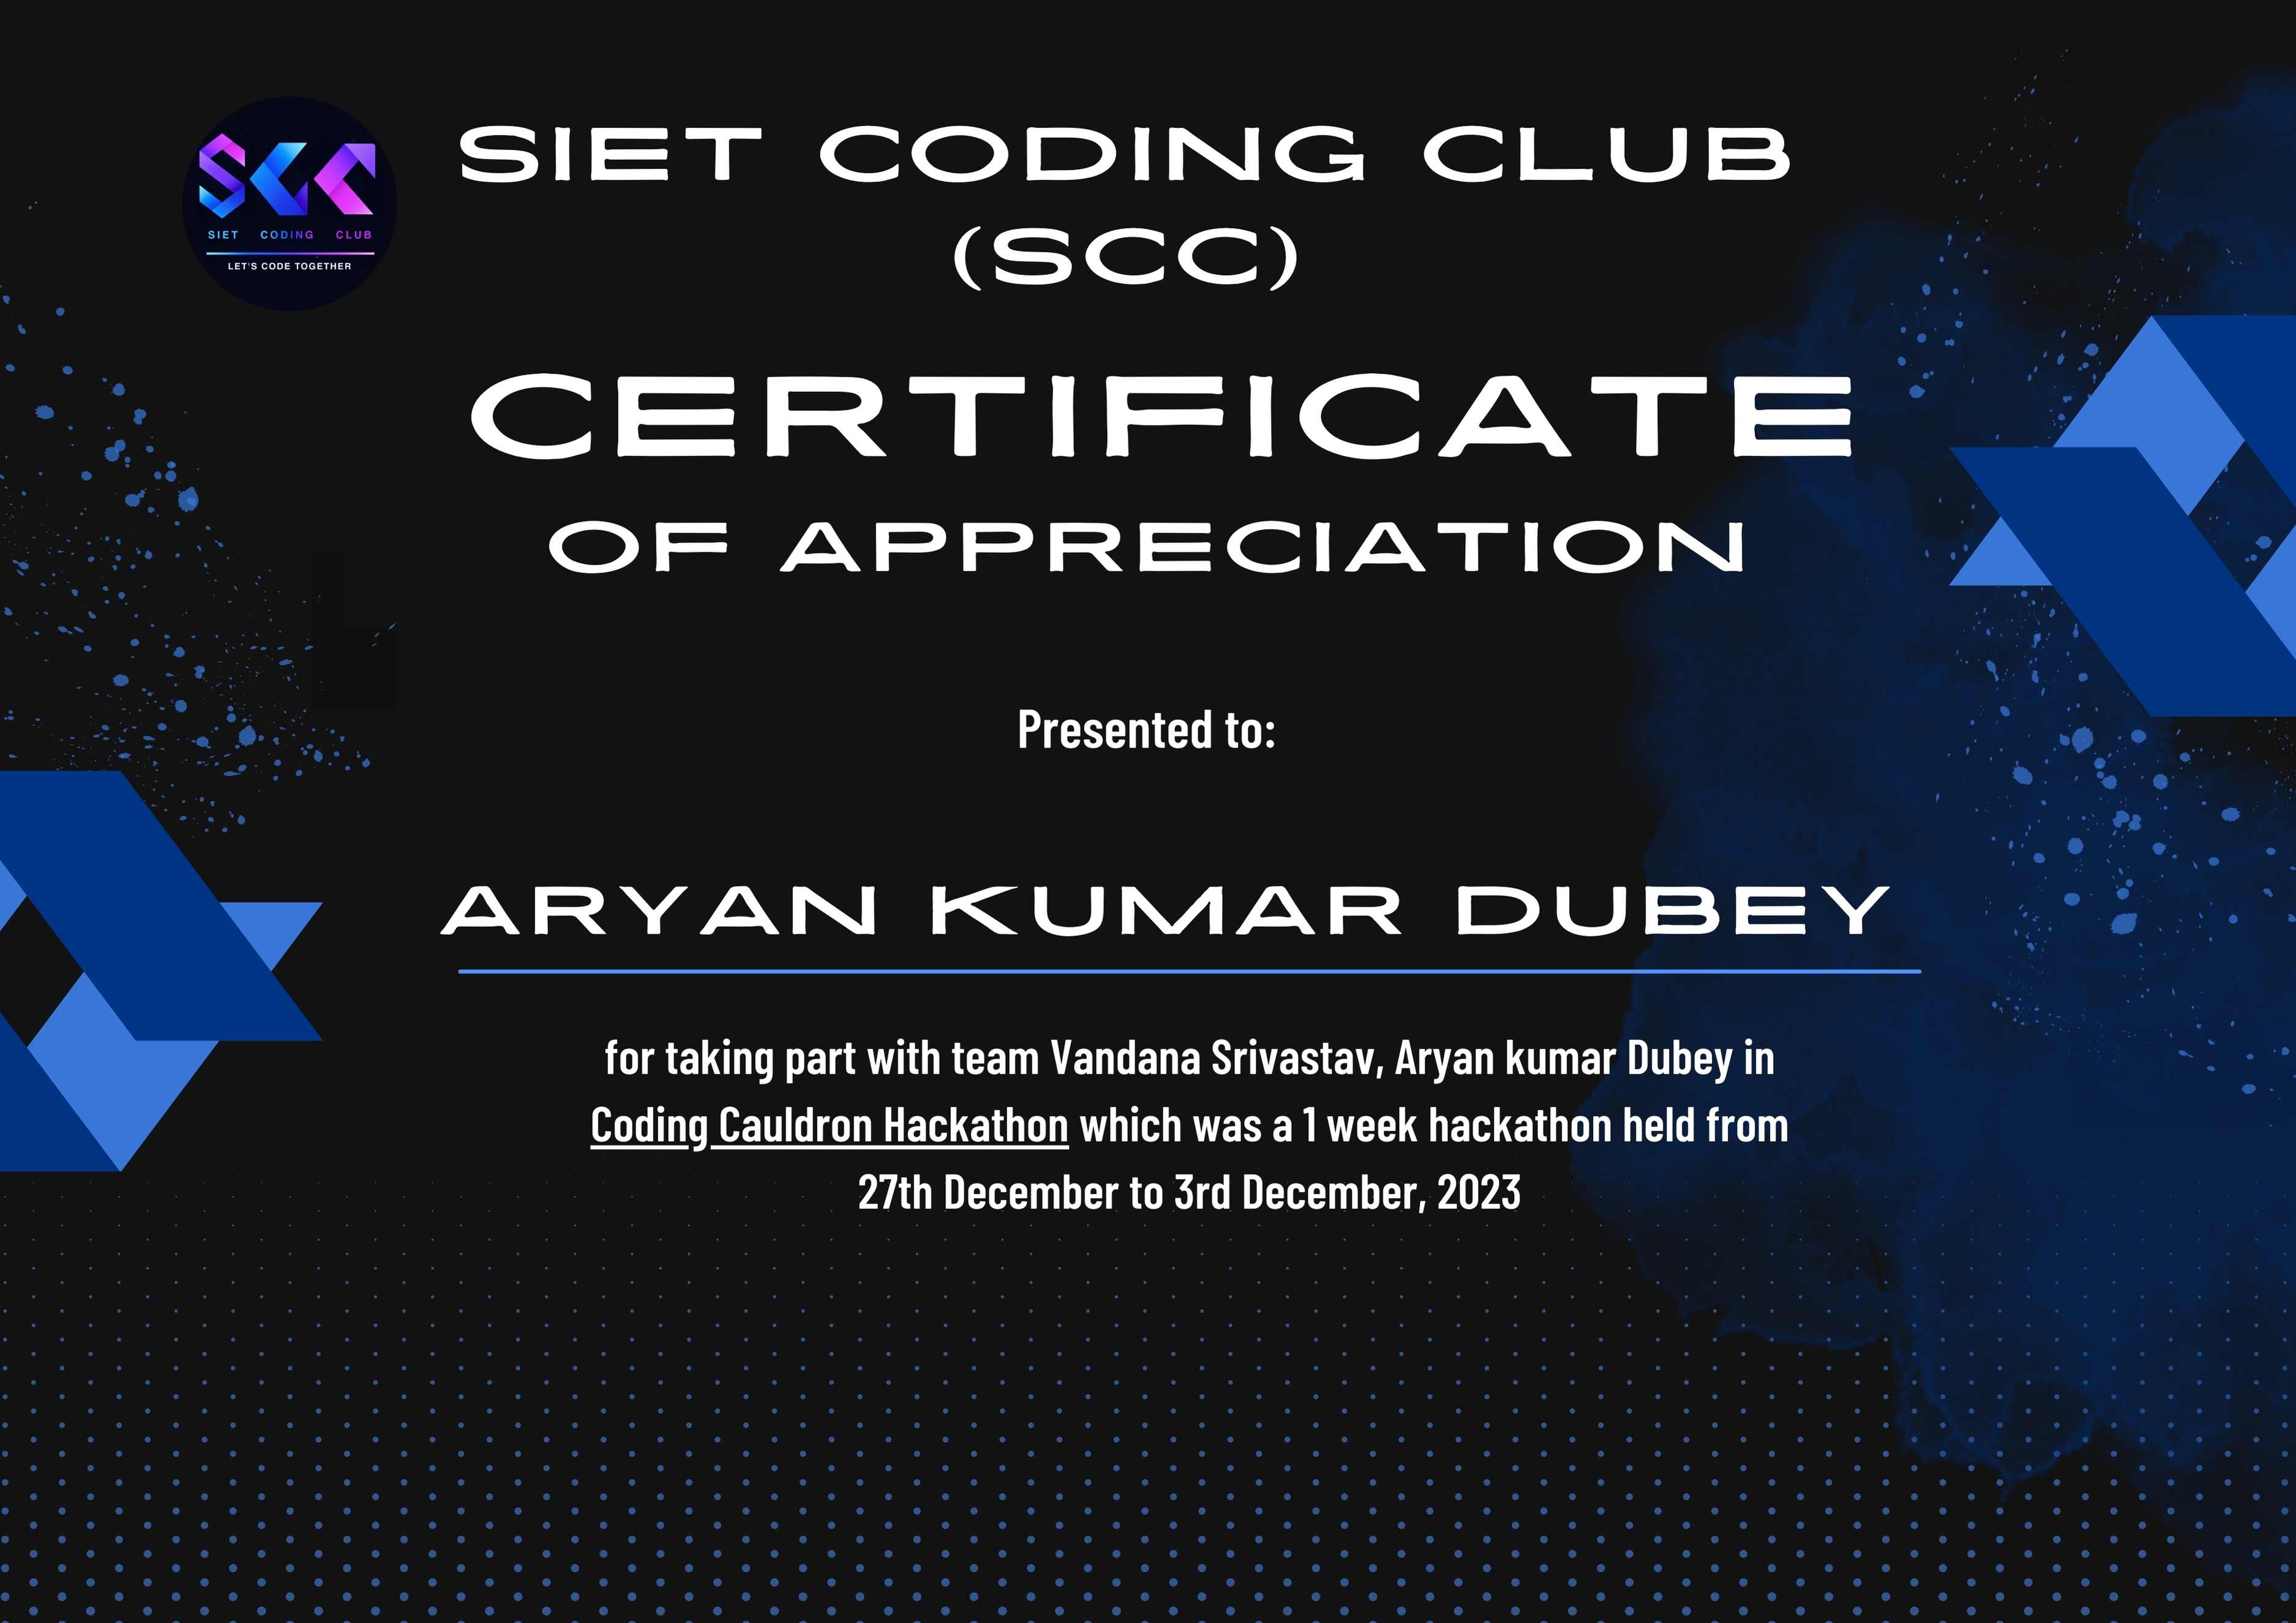 SCC
SIET CODING CLUB
LET'S CODE TOGETHER
SIET CODING CLUB
(SCC)
CERTIFICATE
OF APPRECIATION
Presented to:
ARYAN KUMAR DUBEY
for taking part with team Vandana Srivastav, Aryan kumar Dubey in
Coding Cauldron Hackathon which was a 1 week hackathon held from
27th December to 3rd December, 2023